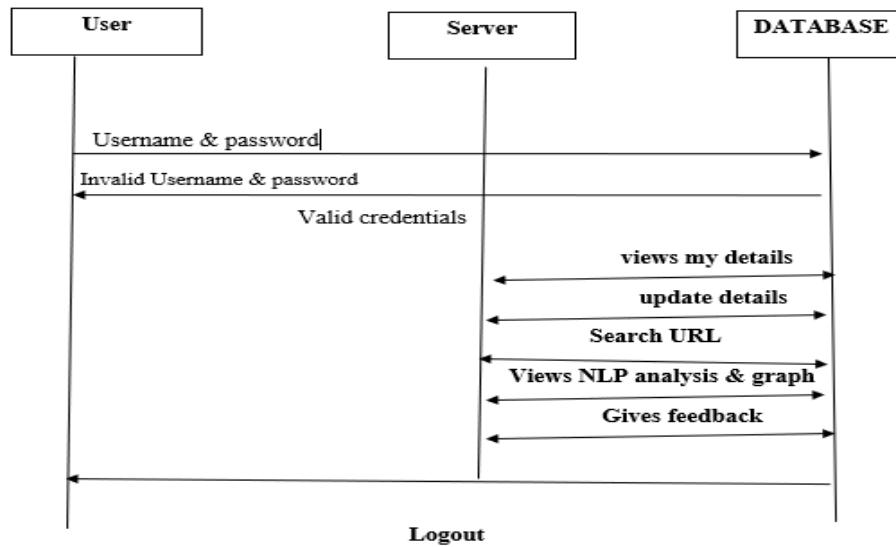 User
Server
DATABASE
Username & password
Invalid Username & password
Valid credentials
views my details
update details
Search URL
Views NLP analysis & graph
Gives feedback
Logout